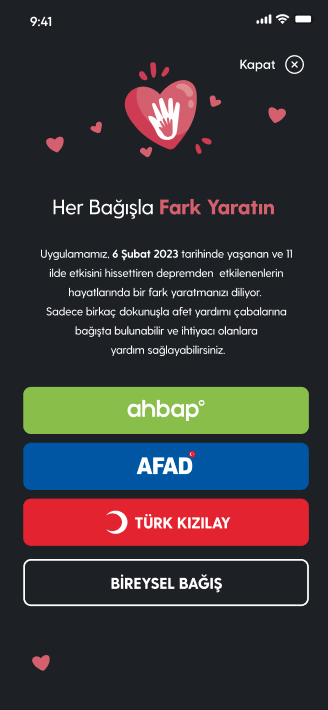 9:41
Kapat
Her Bağışla Fark Yaratın
Uygulamamız, 6 Şubat 2023 tarihinde yaşanan ve 11
ilde etkisini hissettiren depremden etkilenenlerin
hayatlarında bir fark yaratmanızı diliyor.
Sadece birkaç dokunuşla afet yardımı çabalarına
bağışta bulunabilir ve ihtiyacı olanlara
yardım sağlayabilirsiniz.
ahbap
AFAD
TÜRK KIZILAY
BİREYSEL BAĞIŞ